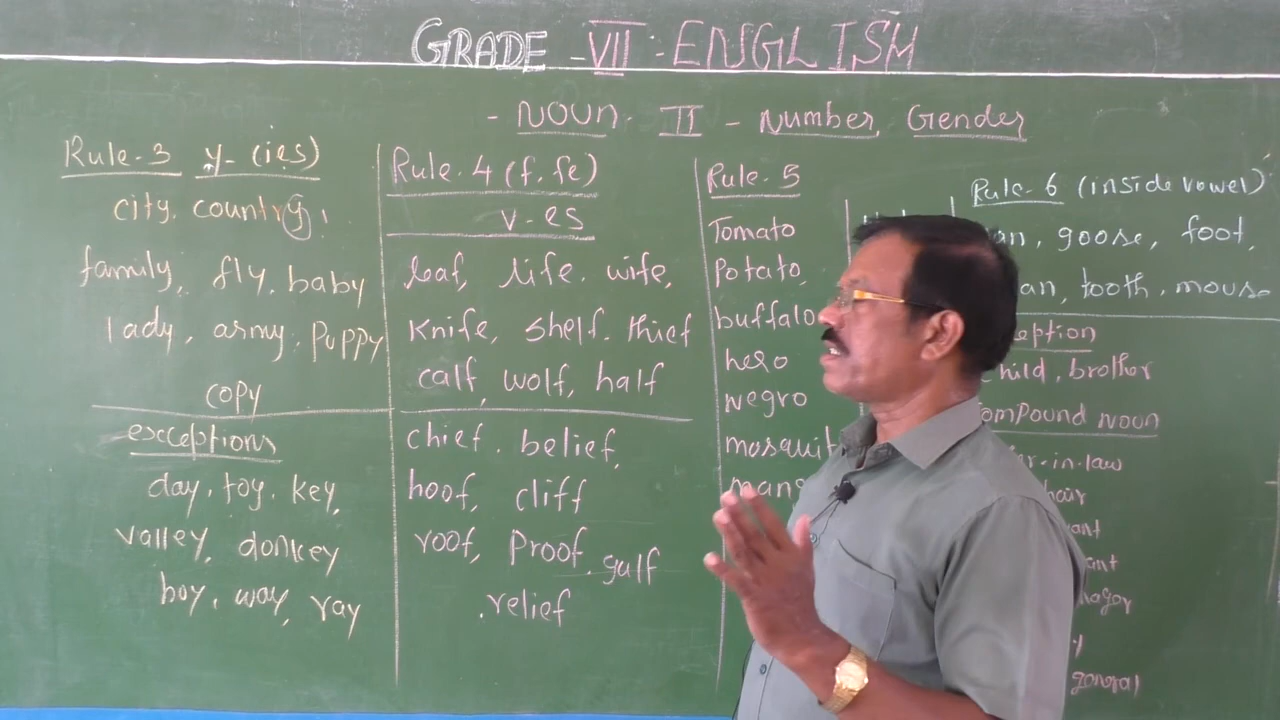 GRADE - VII - ENGLISH
- NOUN. II - Number, Gender
Rule-3 y- (ies)
city, country,
family, fly, baby
lady, army, puppy
copy
exceptions
day, toy, key,
valley, donkey
boy, way, ray
Rule-4 (f, fe)
v-es
leaf, life, wife,
knife, shelf, thief
calf, wolf, half
chief, belief,
hoof, cliff
roof, proof, gulf
.relief
Rule-5
Tomato
Potato,
buffalo
hero
negro
Rule-6 (inside vowel)
goose, foot,
tooth, mouse
child, brother
compound noun
-in-law
general